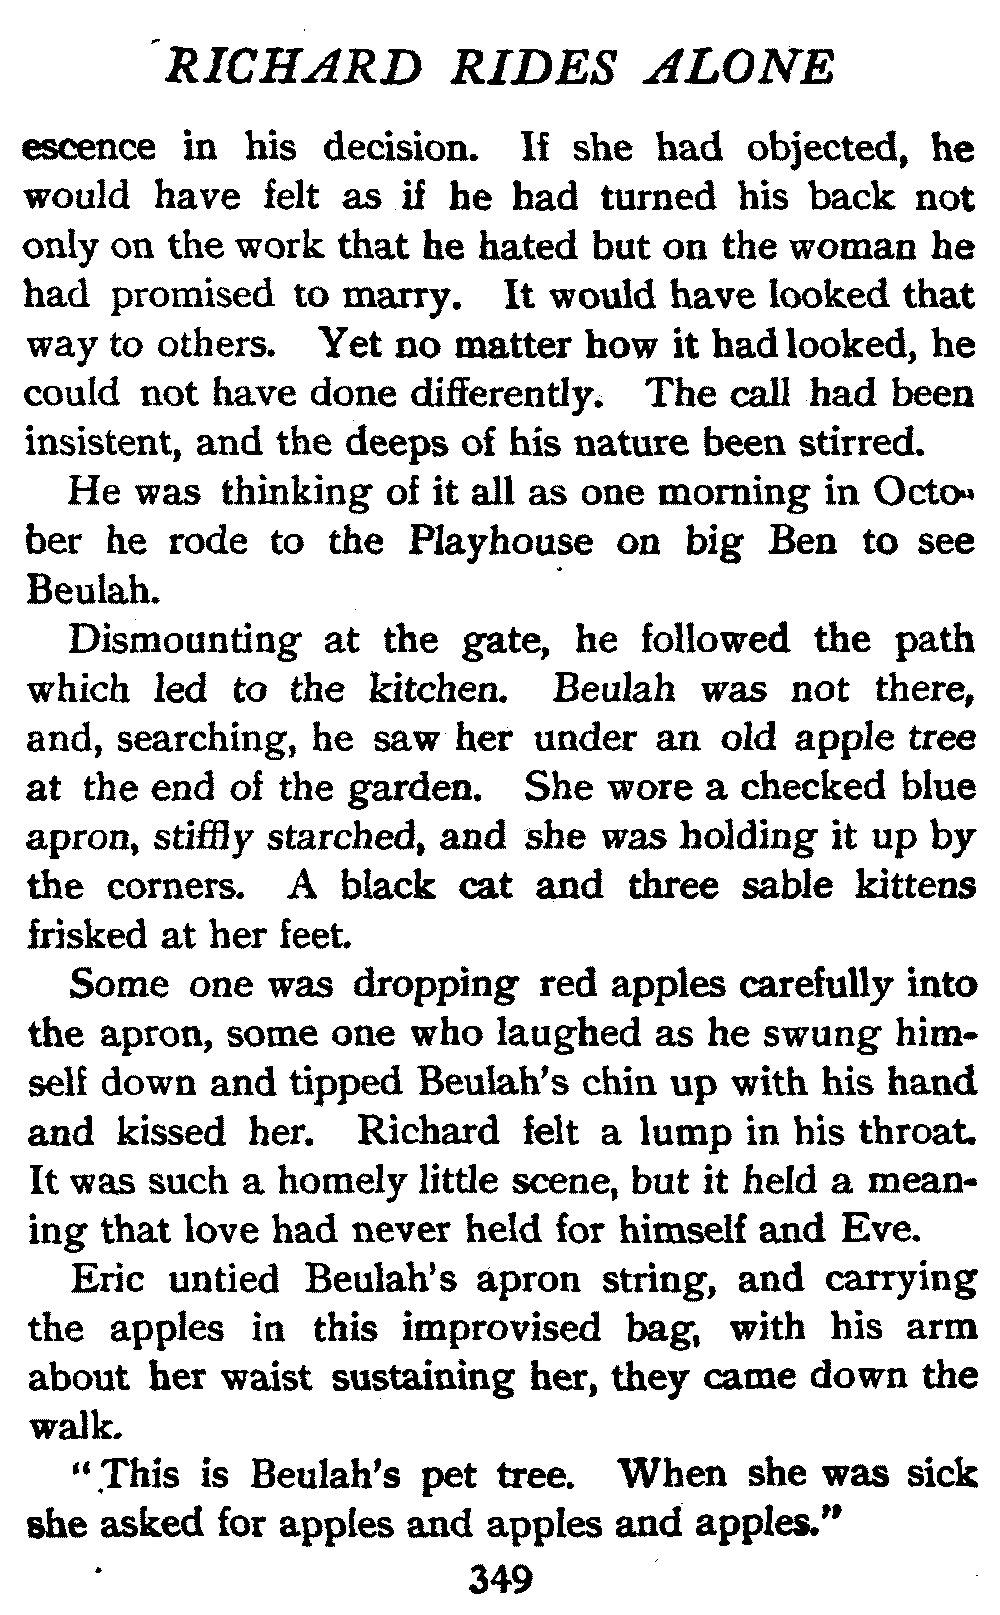 RICHARD RIDES ALONE
escence in his decision. If she had objected, he
would have felt as if he had turned his back not
only on the work that he hated but on the woman he
had promised to marry. It would have looked that
way to others. Yet no matter how it had looked, he
could not have done differently. The call had been
insistent, and the deeps of his nature been stirred.
He was thinking of it all as one morning in Octo-
ber he rode to the Playhouse on big Ben to see
Beulah.
Dismounting at the gate, he followed the path
which led to the kitchen. Beulah was not there,
and, searching, he saw her under an old apple tree
at the end of the garden. She wore a checked blue
apron, stiffly starched, and she was holding it up by
the corners. A black cat and three sable kittens
frisked at her feet.
Some one was dropping red apples carefully into
the apron, some one who laughed as he swung him-
self down and tipped Beulah's chin up with his hand
and kissed her. Richard felt a lump in his throat.
It was such a homely little scene, but it held a mean-
ing that love had never held for himself and Eve.
Eric untied Beulah's apron string, and carrying
the apples in this improvised bag, with his arm
about her waist sustaining her, they came down the
walk.
"This is Beulah's pet tree. When she was sick
she asked for apples and apples and apples."
349